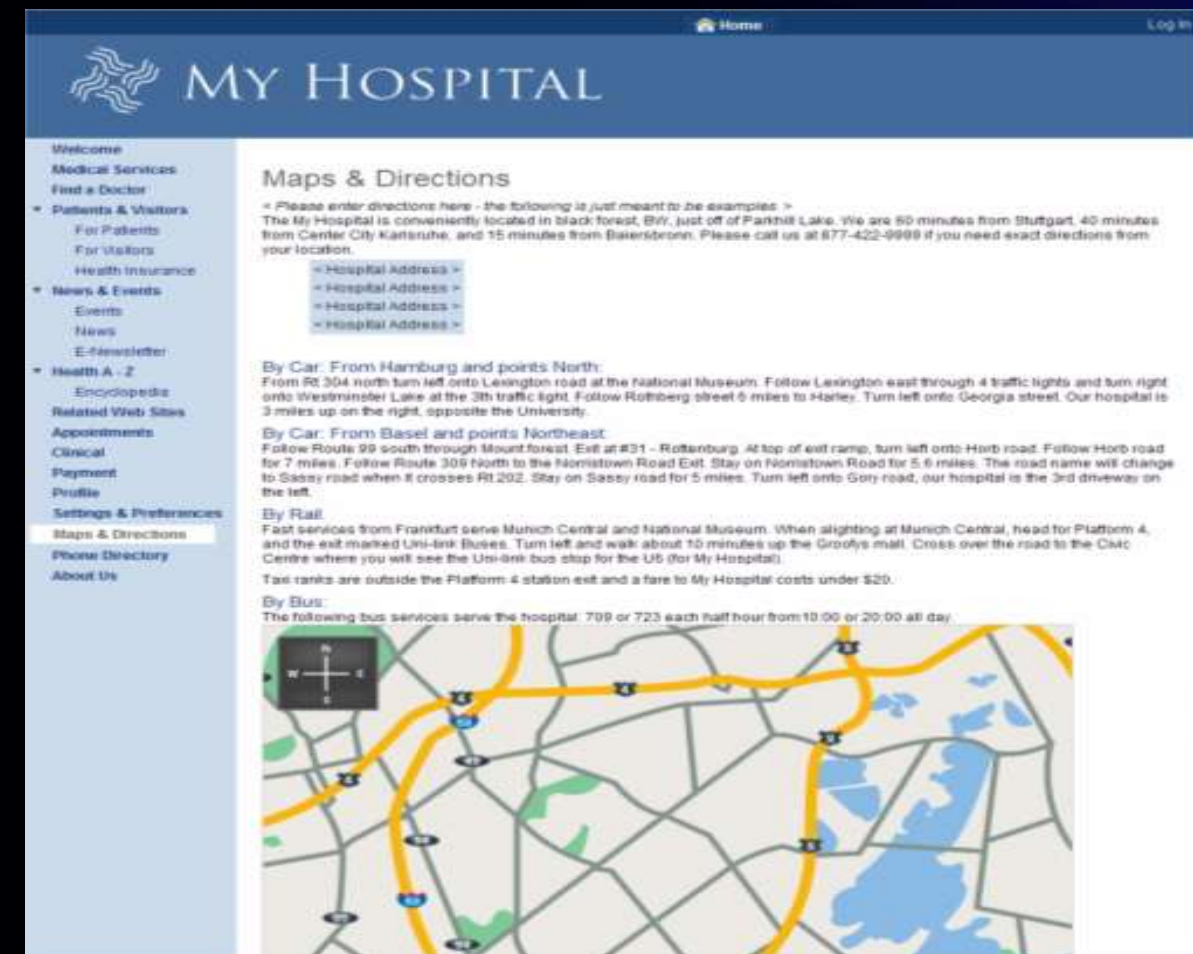 Home
Log In
MY HOSPITAL
Welcome
Medical Services
Find a Doctor
Patients & Visitors
For Patients
For Visitors
Health Insurance
News & Events
Events
News
E-Newsletter
Health A - Z
Encyclopedia
Related Web Sites
Appointments
Clinical
Payment
Profile
Settings & Preferences
Maps & Directions
Phone Directory
About Us
Maps & Directions
< Please enter directions here - the following is just meant to be examples >
The My Hospital is conveniently located in black forest, BW, just off of Parkhill Lake. We are 60 minutes from Stuttgart, 40 minutes
from Center City Karlsruhe, and 15 minutes from Baiersbronn. Please call us at 877-422-9999 if you need exact directions from
your location.
< Hospital Address >
< Hospital Address >
< Hospital Address >
< Hospital Address >
By Car: From Hamburg and points North:
From Rt 304 north turn left onto Lexington road at the National Museum. Follow Lexington east through 4 traffic lights and turn right
onto Westminster Lake at the 3th traffic light. Follow Rothberg street 6 miles to Harley. Turn left onto Georgia street. Our hospital is
3 miles up on the right, opposite the University.
By Car: From Basel and points Northeast:
Follow Route 99 south through Mount forest. Exit at #31 - Rottenburg. At top of exit ramp, turn left onto Horb road. Follow Horb road
for 7 miles. Follow Route 309 North to the Norristown Road Exit. Stay on Norristown Road for 5.6 miles. The road name will change
to Sassy road when it crosses Rt 202. Stay on Sassy road for 5 miles. Turn left onto Gory road, our hospital is the 3rd driveway on
the left.
By Rail:
Fast services from Frankfurt serve Munich Central and National Museum. When alighting at Munich Central, head for Platform 4,
and the exit marked Uni-link Buses. Turn left and walk about 10 minutes up the Groofys mall. Cross over the road to the Civic
Centre where you will see the Uni-link bus stop for the U6 (for My Hospital).
Taxi ranks are outside the Platform 4 station exit and a fare to My Hospital costs under $20.
By Bus:
The following bus services serve the hospital: 709 or 723 each half hour from 10:00 or 20:00 all day.
N
W
E
S
4
4
4